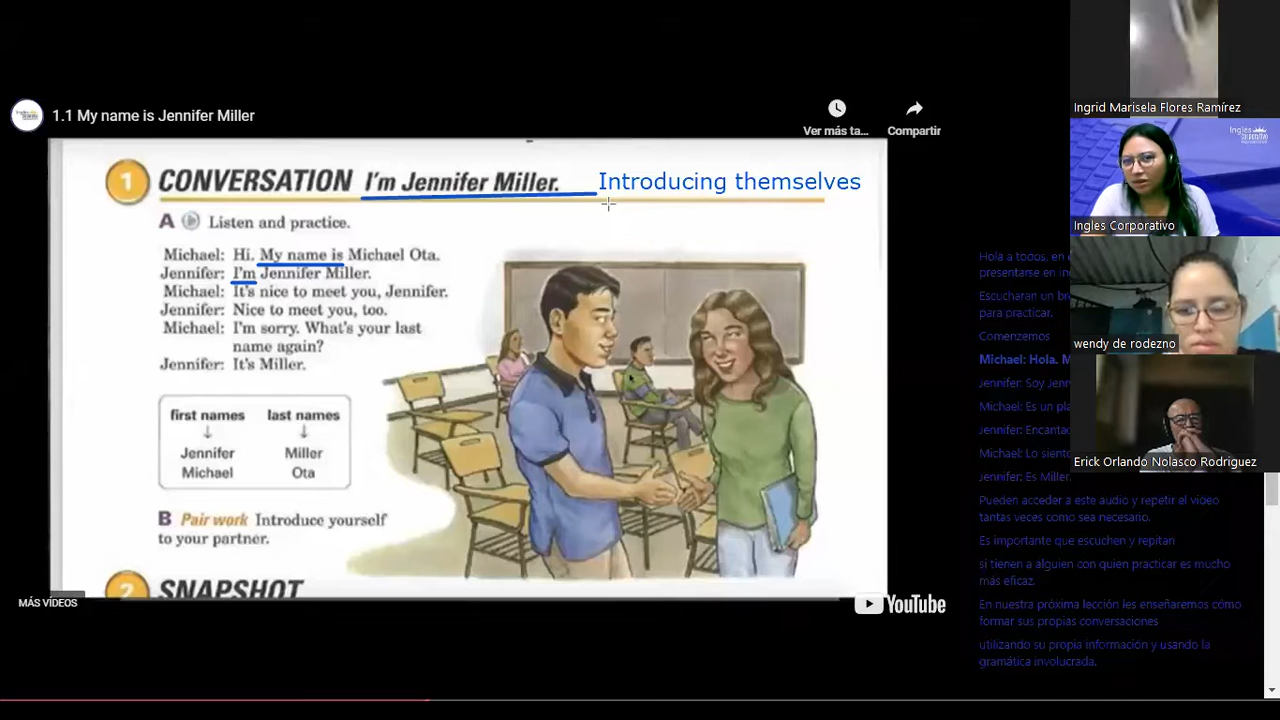 1.1 My name is Jennifer Miller
Ver más ta...
Compartir
1 CONVERSATION I'm Jennifer Miller.
Introducing themselves
A Listen and practice.
Michael: Hi. My name is Michael Ota.
Jennifer: I'm Jennifer Miller.
Michael: It's nice to meet you, Jennifer.
Jennifer: Nice to meet you, too.
Michael: I'm sorry. What's your last
name again?
Jennifer: It's Miller.
first names last names
↓ ↓
Jennifer Miller
Michael Ota
B Pair work Introduce yourself
to your partner.
2 SNAPSHOT
MÁS VÍDEOS
YouTube
Ingrid Marisela Flores Ramírez
Ingles Corporativo
wendy de rodezno
Erick Orlando Nolasco Rodriguez
Hola a todos, en
presentarse en
Escucharan un
para practicar.
Comenzemos
Michael: Hola.
Jennifer: Soy
Michael: Es un
Jennifer:
Michael: Lo
Jennifer: Es Miller.
Pueden acceder a este audio y repetir el video
tantas veces como sea necesario.
Es importante que escuchen y repitan
si tienen a alguien con quien practicar es mucho
más eficaz.
En nuestra próxima lección les enseñaremos cómo
formar sus propias conversaciones
utilizando su propia información y usando la
gramática involucrada.